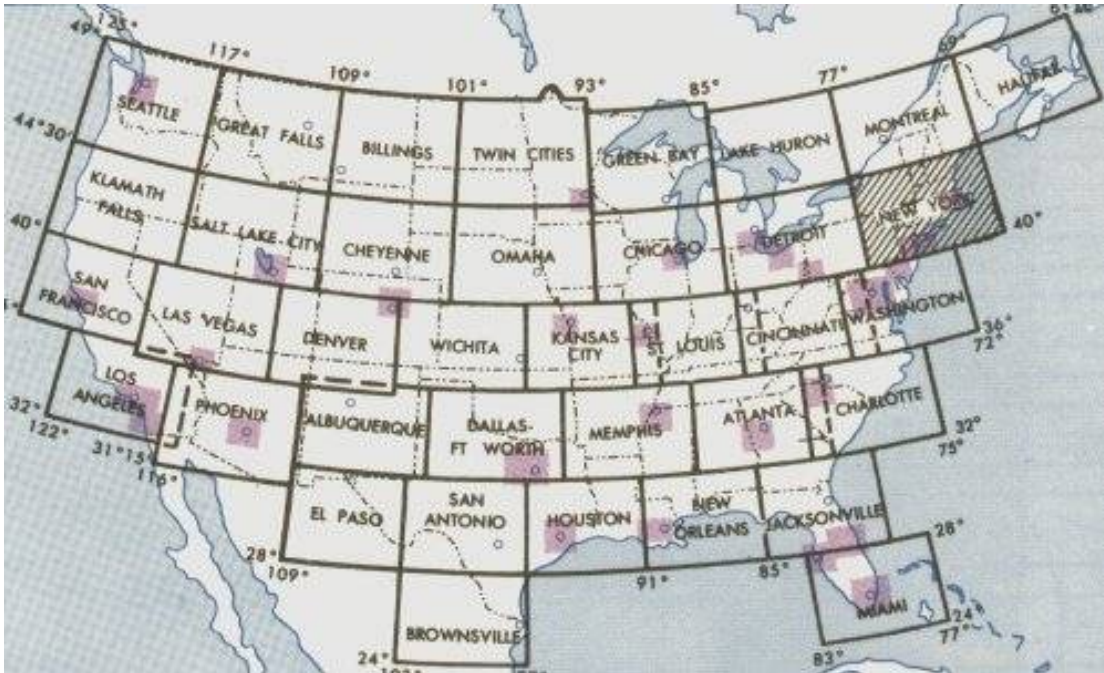 125°
49°
117°
109°
101°
93°
85°
77°
69°
SEATTLE
GREAT FALLS
BILLINGS
TWIN CITIES
GREEN BAY
LAKE HURON
MONTREAL
HALIFAX
44°30'
KLAMATH
FALLS
SALT LAKE CITY
CHEYENNE
OMAHA
CHICAGO
DETROIT
NEW YORK
40°
40°
SAN
FRANCISCO
LAS VEGAS
DENVER
WICHITA
KANSAS
CITY
ST LOUIS
CINCINNATI
WASHINGTON
36°
72°
LOS
ANGELES
PHOENIX
ALBUQUERQUE
DALLAS-
FT WORTH
MEMPHIS
ATLANTA
CHARLOTTE
32°
75°
32°
122°
31°15'
116°
EL PASO
SAN
ANTONIO
HOUSTON
NEW
ORLEANS
JACKSONVILLE
28°
28°
109°
91°
85°
BROWNSVILLE
MIAMI
24°
24
77°
83°